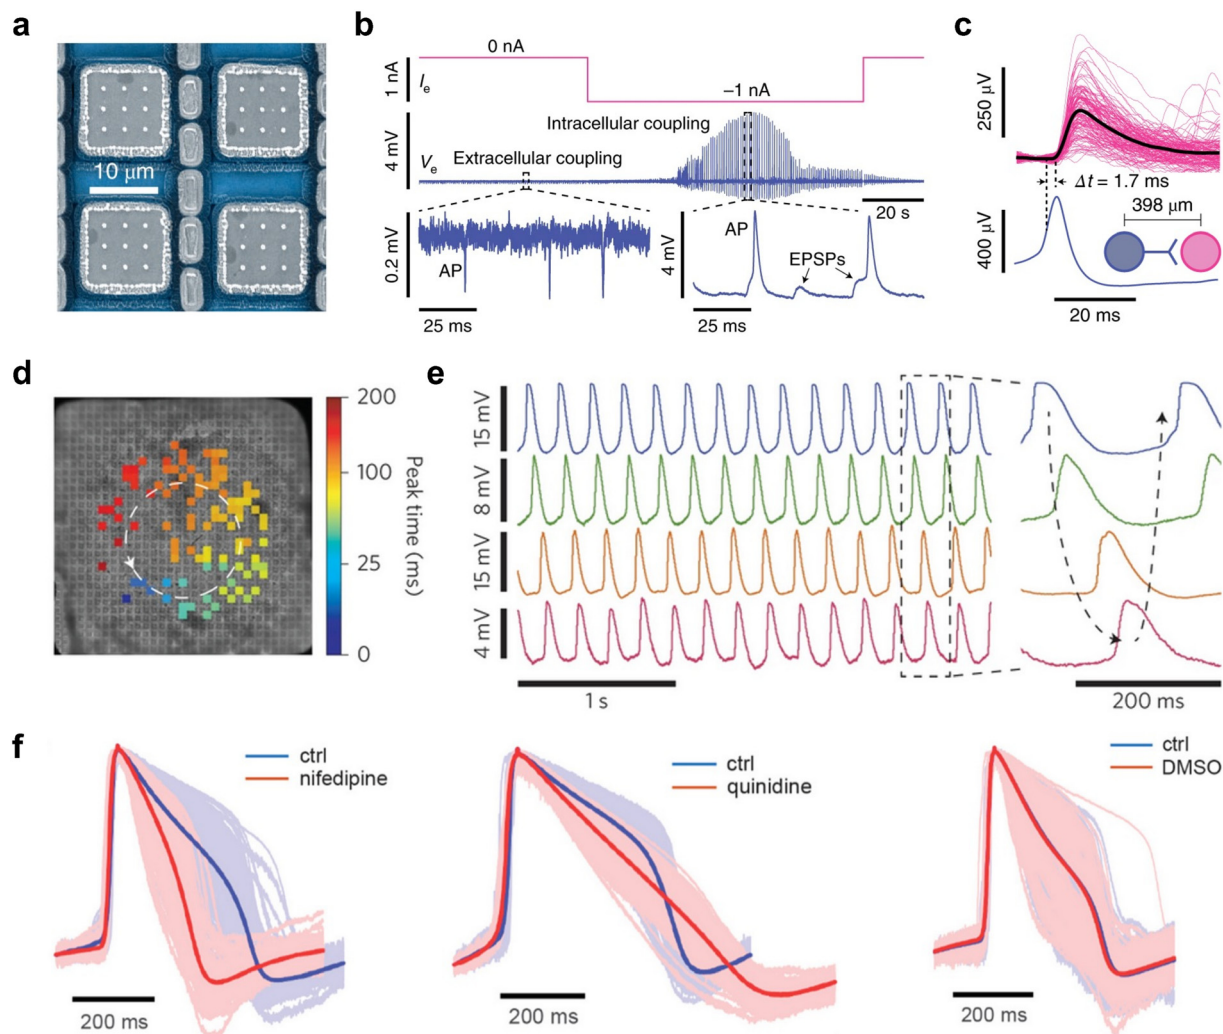 a
10 μm
b
0 nA
1 nA
Ie
−1 nA
Intracellular coupling
4 mV
Ve
Extracellular coupling
20 s
0.2 mV
AP
25 ms
4 mV
AP
EPSPs
25 ms
c
250 μV
Δt = 1.7 ms
398 μm
400 μV
20 ms
d
200
100
25
0
Peak time (ms)
e
15 mV
8 mV
15 mV
4 mV
1 s
200 ms
f
ctrl
nifedipine
200 ms
ctrl
quinidine
200 ms
ctrl
DMSO
200 ms